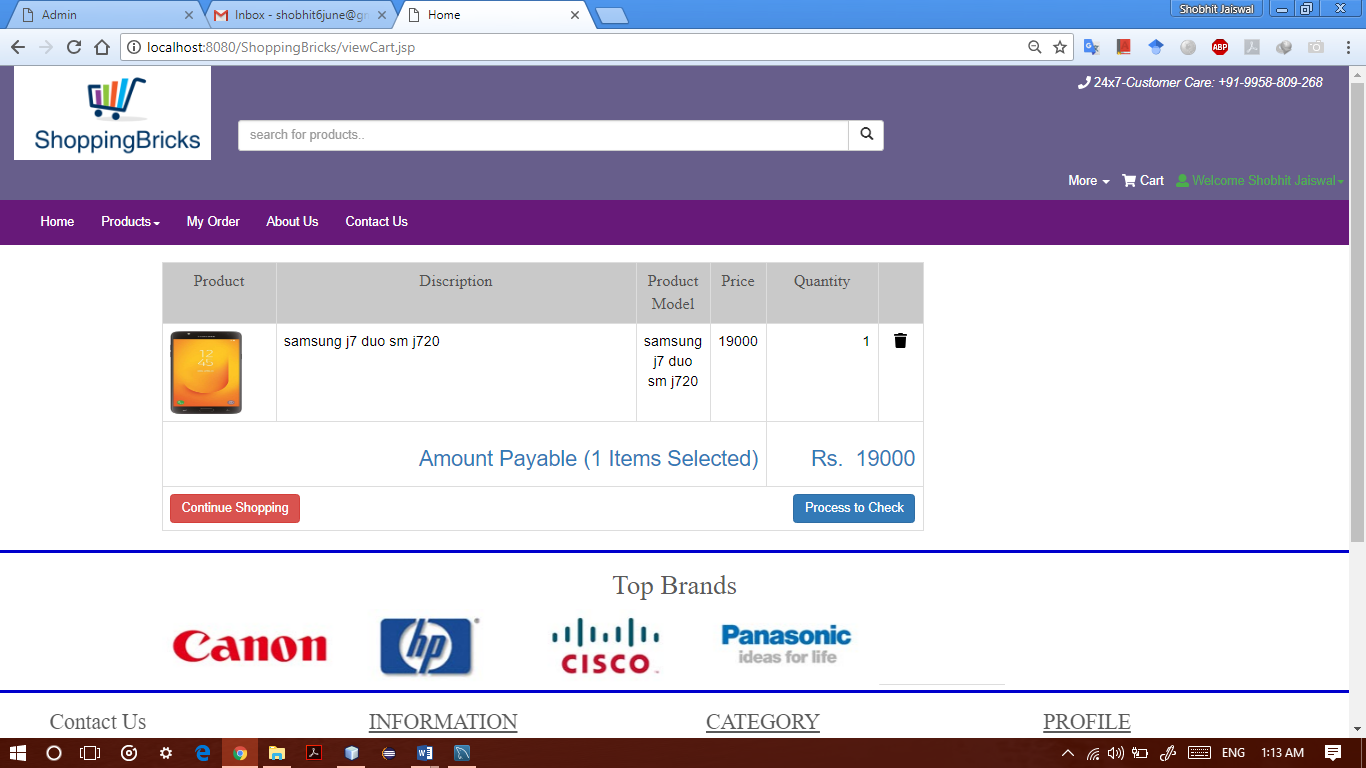 Admin
Inbox - shobhit6june@gm
Home
Shobhit Jaiswal
localhost:8080/ShoppingBricks/viewCart.jsp
ABP
24x7-Customer Care: +91-9958-809-268
ShoppingBricks
search for products..
More Cart Welcome Shobhit Jaiswal
Home Products My Order About Us Contact Us
Product Discription Product Model Price Quantity
samsung j7 duo sm j720
samsung
j7 duo
sm j720
19000
1
Amount Payable (1 Items Selected) Rs. 19000
Continue Shopping Process to Check
Top Brands
Canon
hp
CISCO
Panasonic
ideas for life
Contact Us INFORMATION CATEGORY PROFILE
ENG 1:13 AM